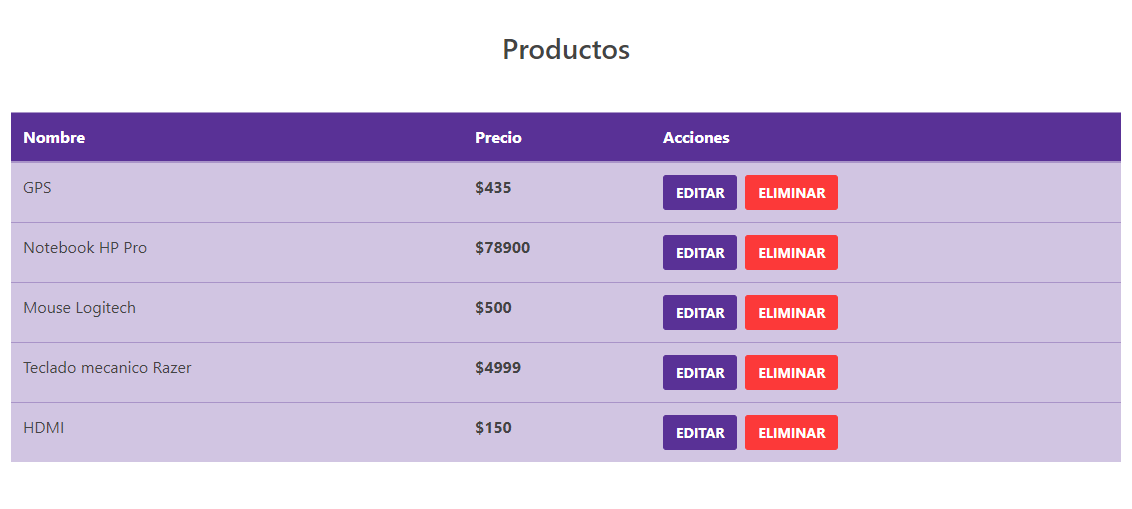 Productos
Nombre Precio Acciones
GPS $435 EDITAR ELIMINAR
Notebook HP Pro $78900 EDITAR ELIMINAR
Mouse Logitech $500 EDITAR ELIMINAR
Teclado mecanico Razer $4999 EDITAR ELIMINAR
HDMI $150 EDITAR ELIMINAR